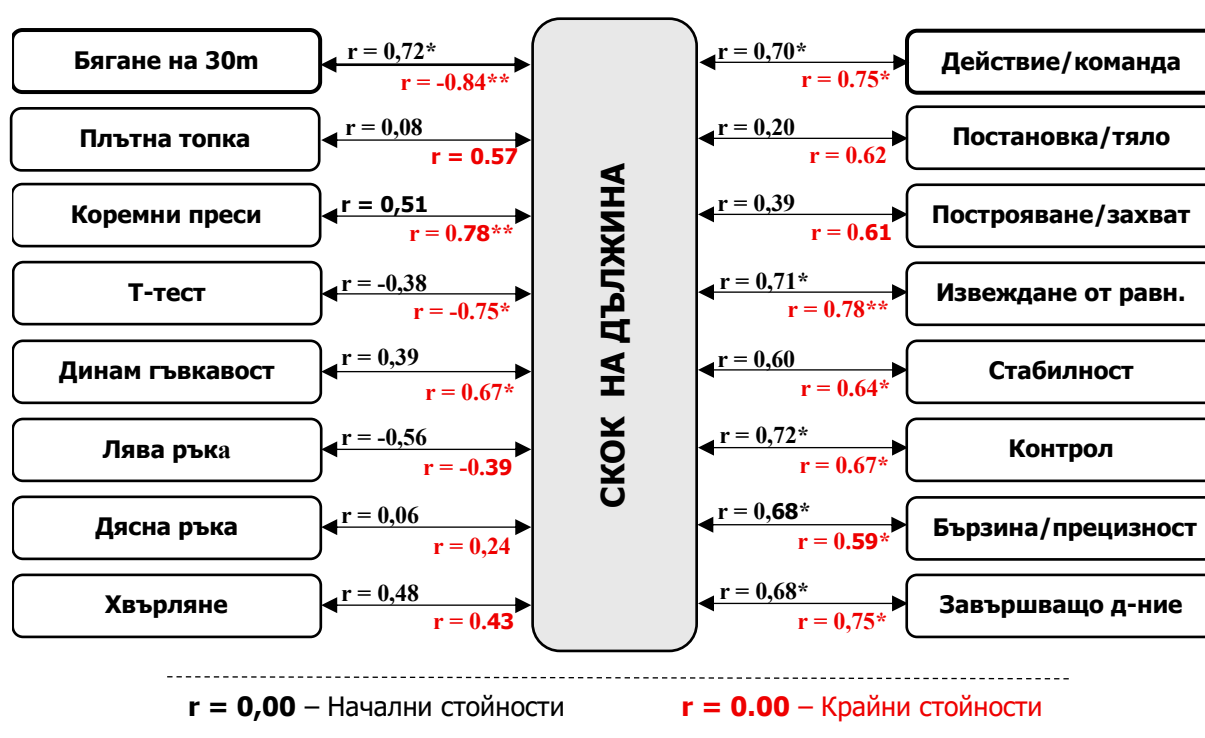 Бягане на 30m
r = 0,72*
r = -0.84**
Плътна топка
r = 0,08
r = 0.57
Коремни преси
r = 0,51
r = 0.78**
Т-тест
r = -0,38
r = -0.75*
Динам гъвкавост
r = 0,39
r = 0.67*
Лява ръка
r = -0,56
r = -0.39
Дясна ръка
r = 0,06
r = 0,24
Хвърляне
r = 0,48
r = 0.43
СКОК НА ДЪЛЖИНА
r = 0,70*
r = 0.75*
Действие/команда
r = 0,20
r = 0.62
Постановка/тяло
r = 0,39
r = 0.61
Построяване/захват
r = 0,71*
r = 0.78**
Извеждане от равн.
r = 0,60
r = 0.64*
Стабилност
r = 0,72*
r = 0.67*
Контрол
r = 0,68*
r = 0.59*
Бързина/прецизност
r = 0,68*
r = 0,75*
Завършващо д-ние
r = 0,00 – Начални стойности
r = 0.00 – Крайни стойности